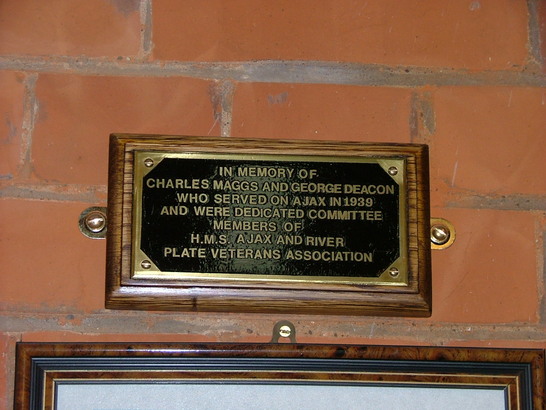 IN MEMORY OF
CHARLES MAGGS AND GEORGE DEACON
WHO SERVED ON AJAX IN 1939
AND WERE DEDICATED COMMITTEE
MEMBERS OF
H.M.S. AJAX AND RIVER
PLATE VETERANS ASSOCIATION